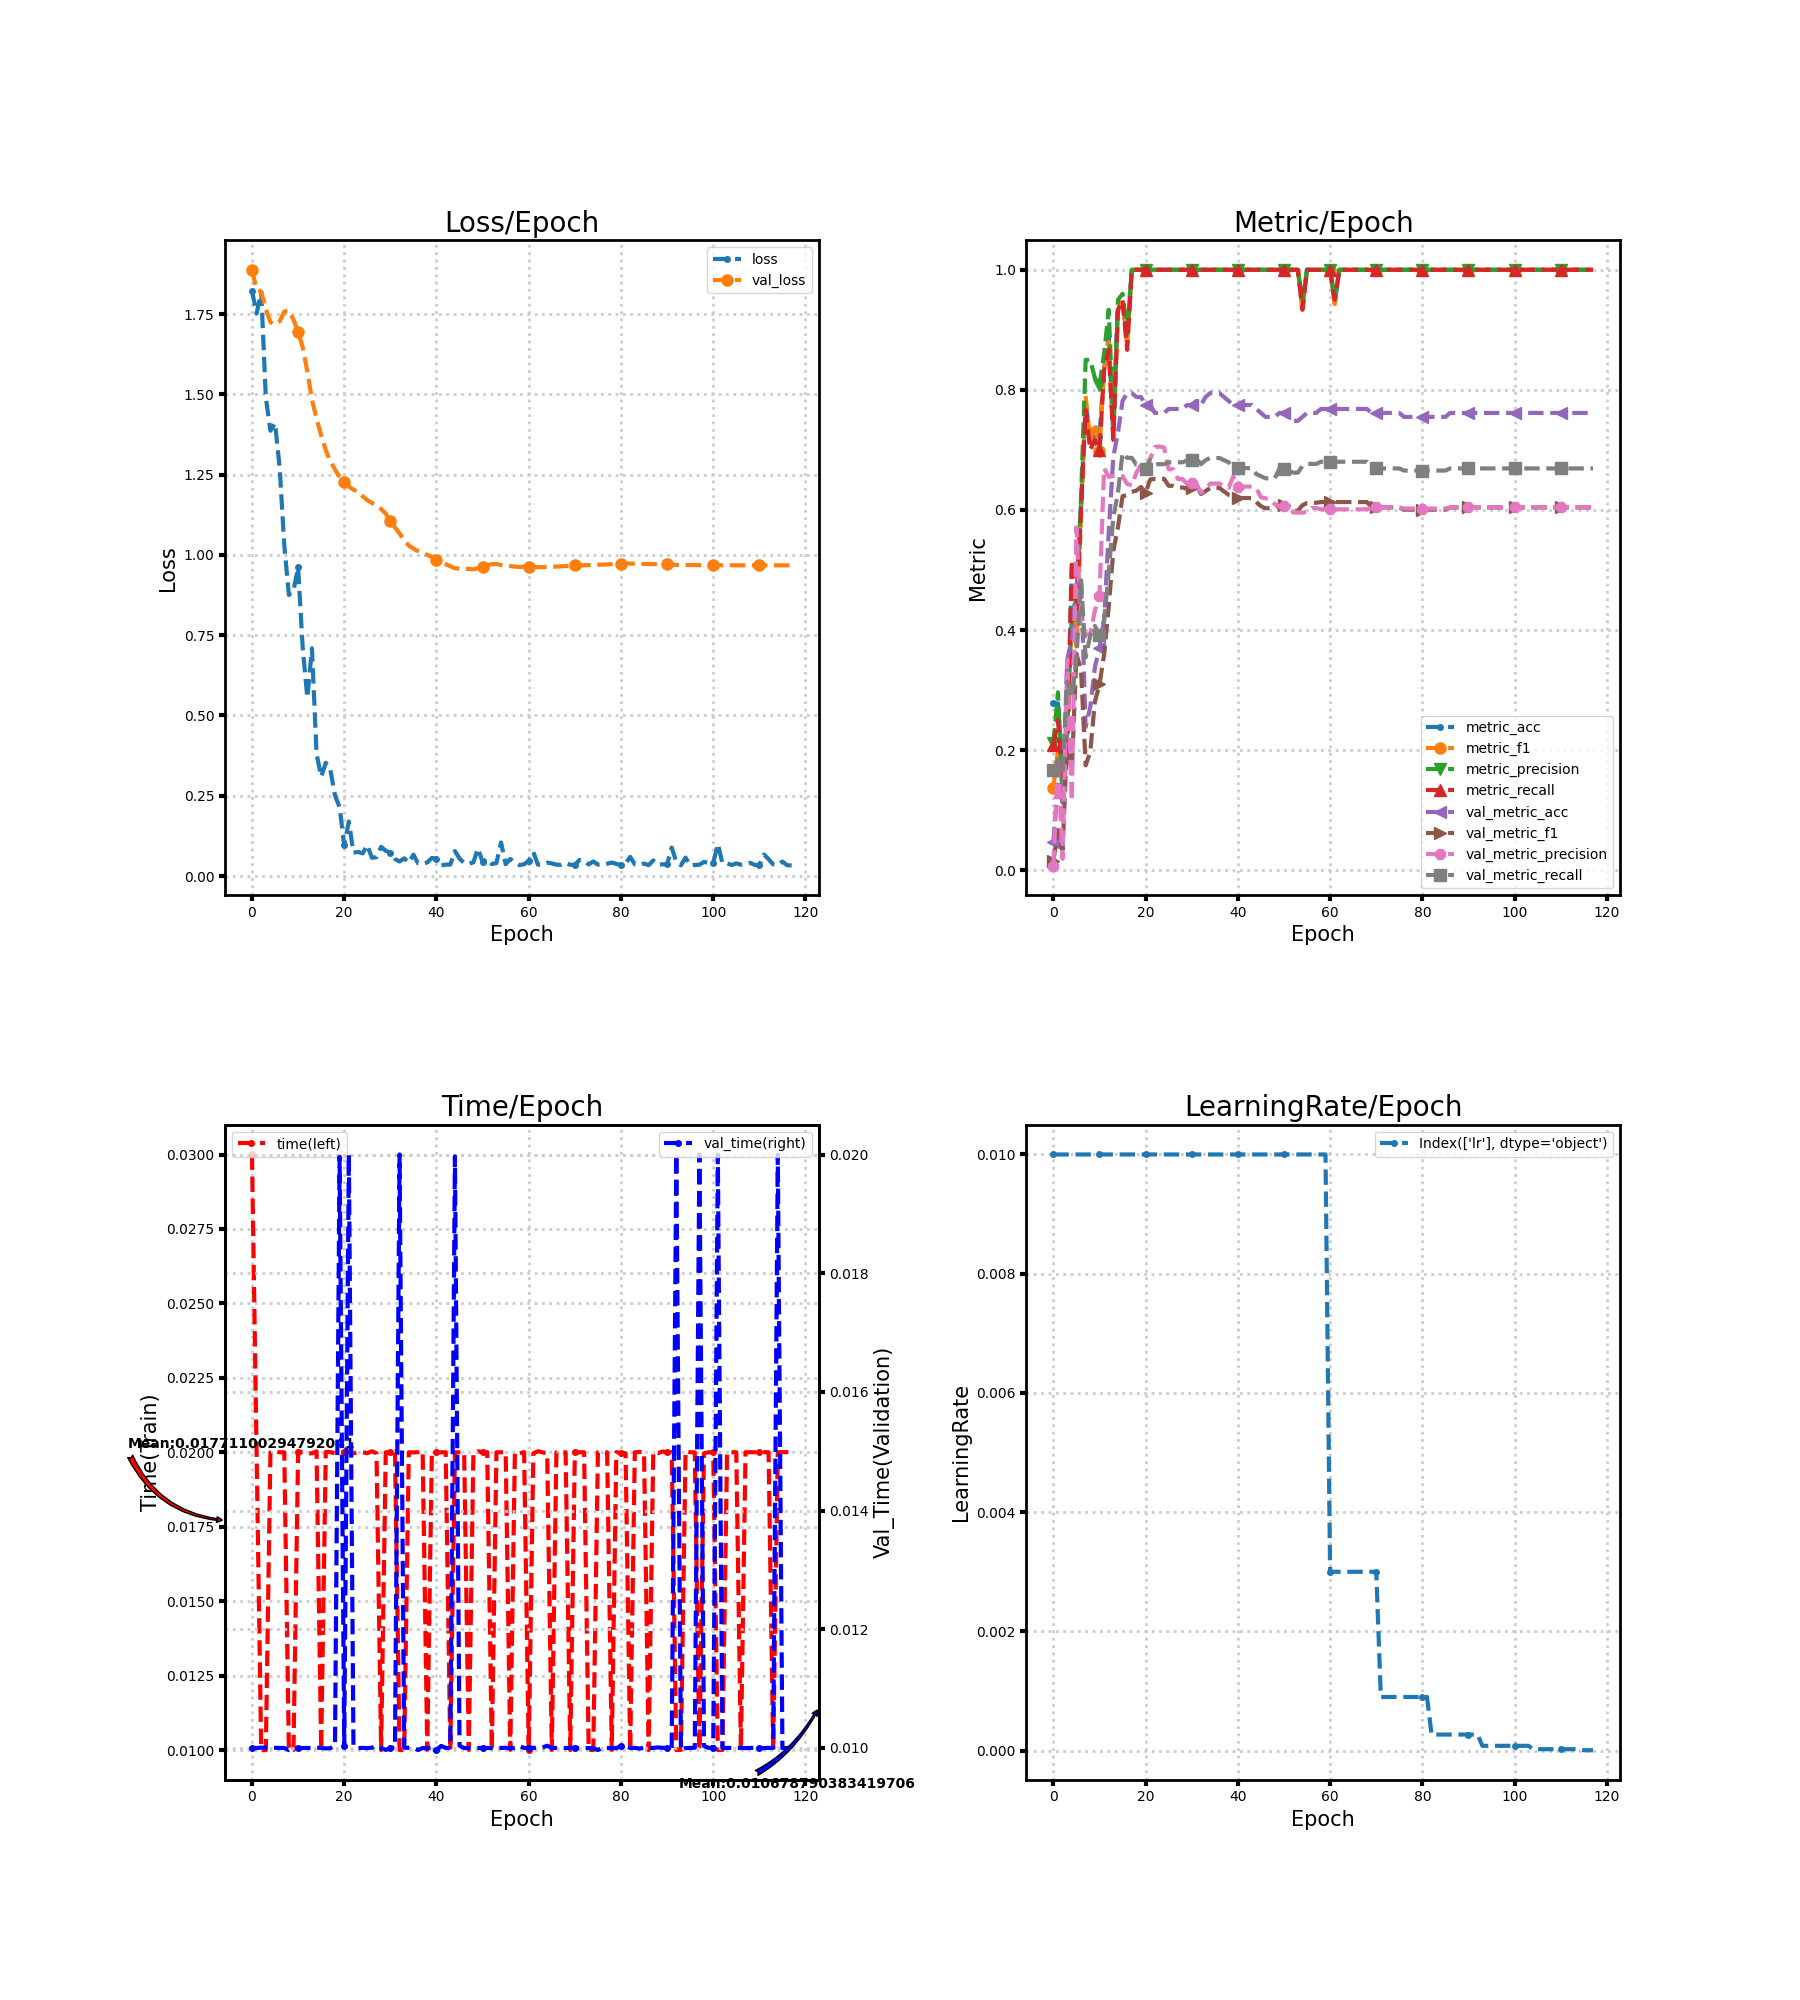 Loss/Epoch
loss
val_loss
1.75
1.50
1.25
1.00
0.75
0.50
0.25
0.00
Loss
0 20 40 60 80 100 120
Epoch
Metric/Epoch
1.0
0.8
0.6
0.4
0.2
0.0
Metric
metric_acc
metric_f1
metric_precision
metric_recall
val_metric_acc
val_metric_f1
val_metric_precision
val_metric_recall
0 20 40 60 80 100 120
Epoch
Time/Epoch
time(left)
val_time(right)
0.0300
0.0275
0.0250
0.0225
0.0200
0.0175
0.0150
0.0125
0.0100
Time(Train)
0.020
0.018
0.016
0.014
0.012
0.010
Val_Time(Validation)
Mean:0.010678790383419706
0 20 40 60 80 100 120
Epoch
LearningRate/Epoch
Index(['lr'], dtype='object')
0.010
0.008
0.006
0.004
0.002
0.000
LearningRate
0 20 40 60 80 100 120
Epoch